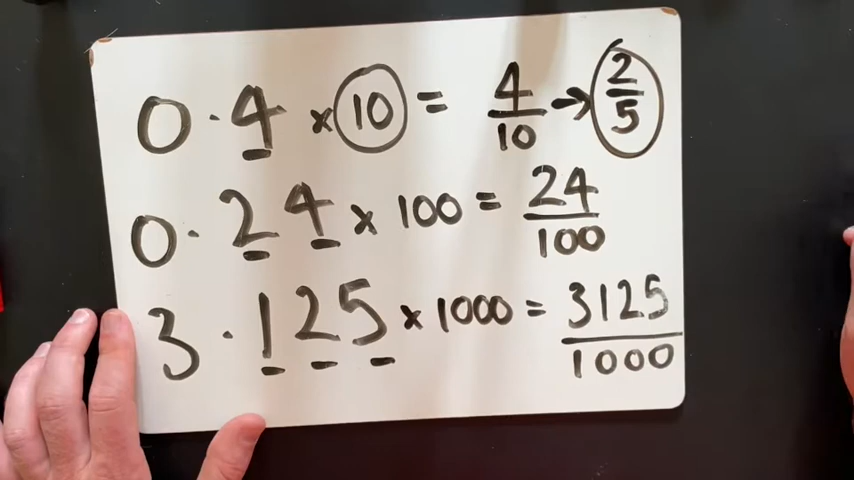 0·4 × 10 = 4/10 → 2/5
0·24 × 100 = 24/100
3·125 × 1000 = 3125/1000